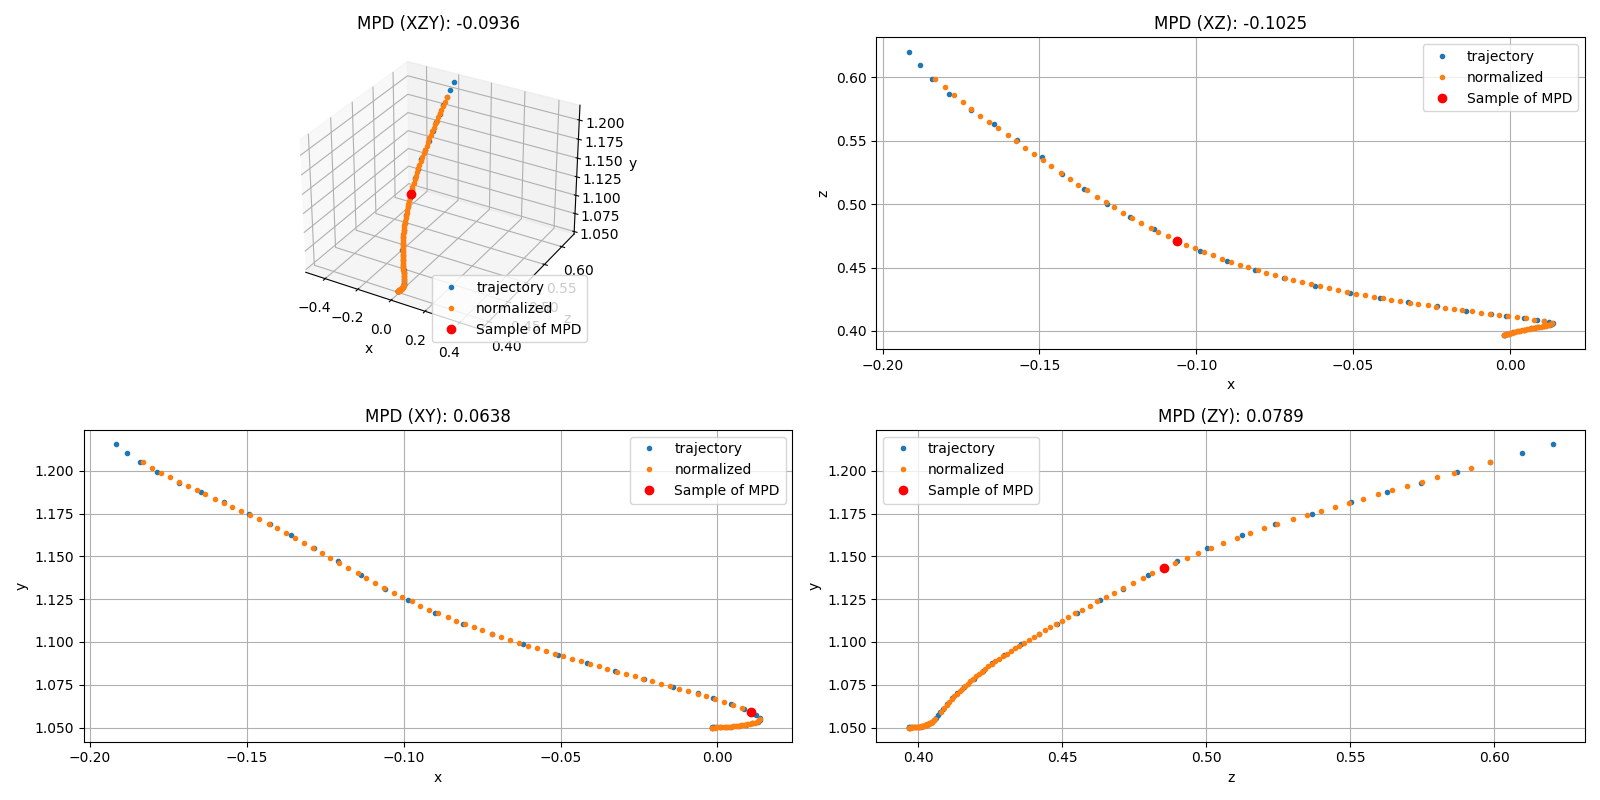 MPD (XZY): -0.0936
1.200
1.175
1.150
1.125
1.100
1.075
1.050
y
0.60
0.55
0.50
0.45
0.40
z
−0.4
−0.2
0.0
0.2
0.4
x
trajectory
normalized
Sample of MPD
MPD (XZ): -0.1025
0.60
0.55
0.50
0.45
0.40
z
−0.20
−0.15
−0.10
−0.05
0.00
x
trajectory
normalized
Sample of MPD
MPD (XY): 0.0638
1.200
1.175
1.150
1.125
1.100
1.075
1.050
y
−0.20
−0.15
−0.10
−0.05
0.00
x
trajectory
normalized
Sample of MPD
MPD (ZY): 0.0789
1.200
1.175
1.150
1.125
1.100
1.075
1.050
y
0.40
0.45
0.50
0.55
0.60
z
trajectory
normalized
Sample of MPD